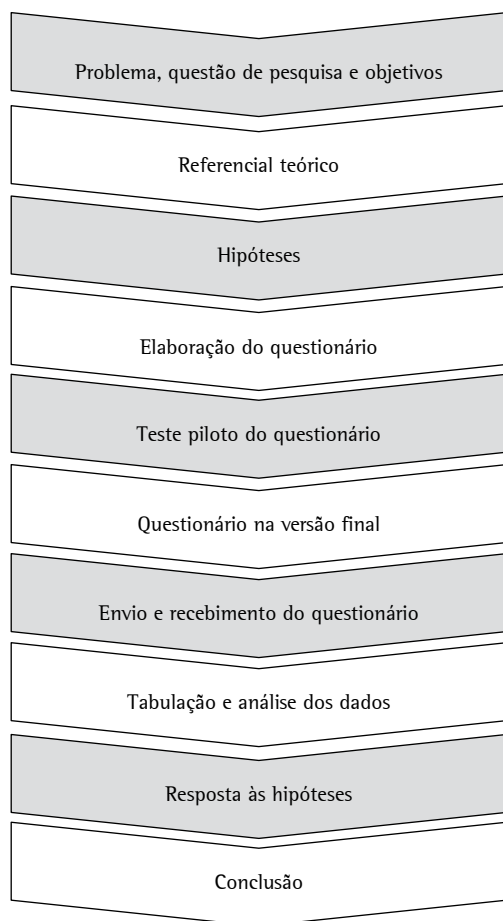 Problema, questão de pesquisa e objetivos
Referencial teórico
Hipóteses
Elaboração do questionário
Teste piloto do questionário
Questionário na versão final
Envio e recebimento do questionário
Tabulação e análise dos dados
Resposta às hipóteses
Conclusão